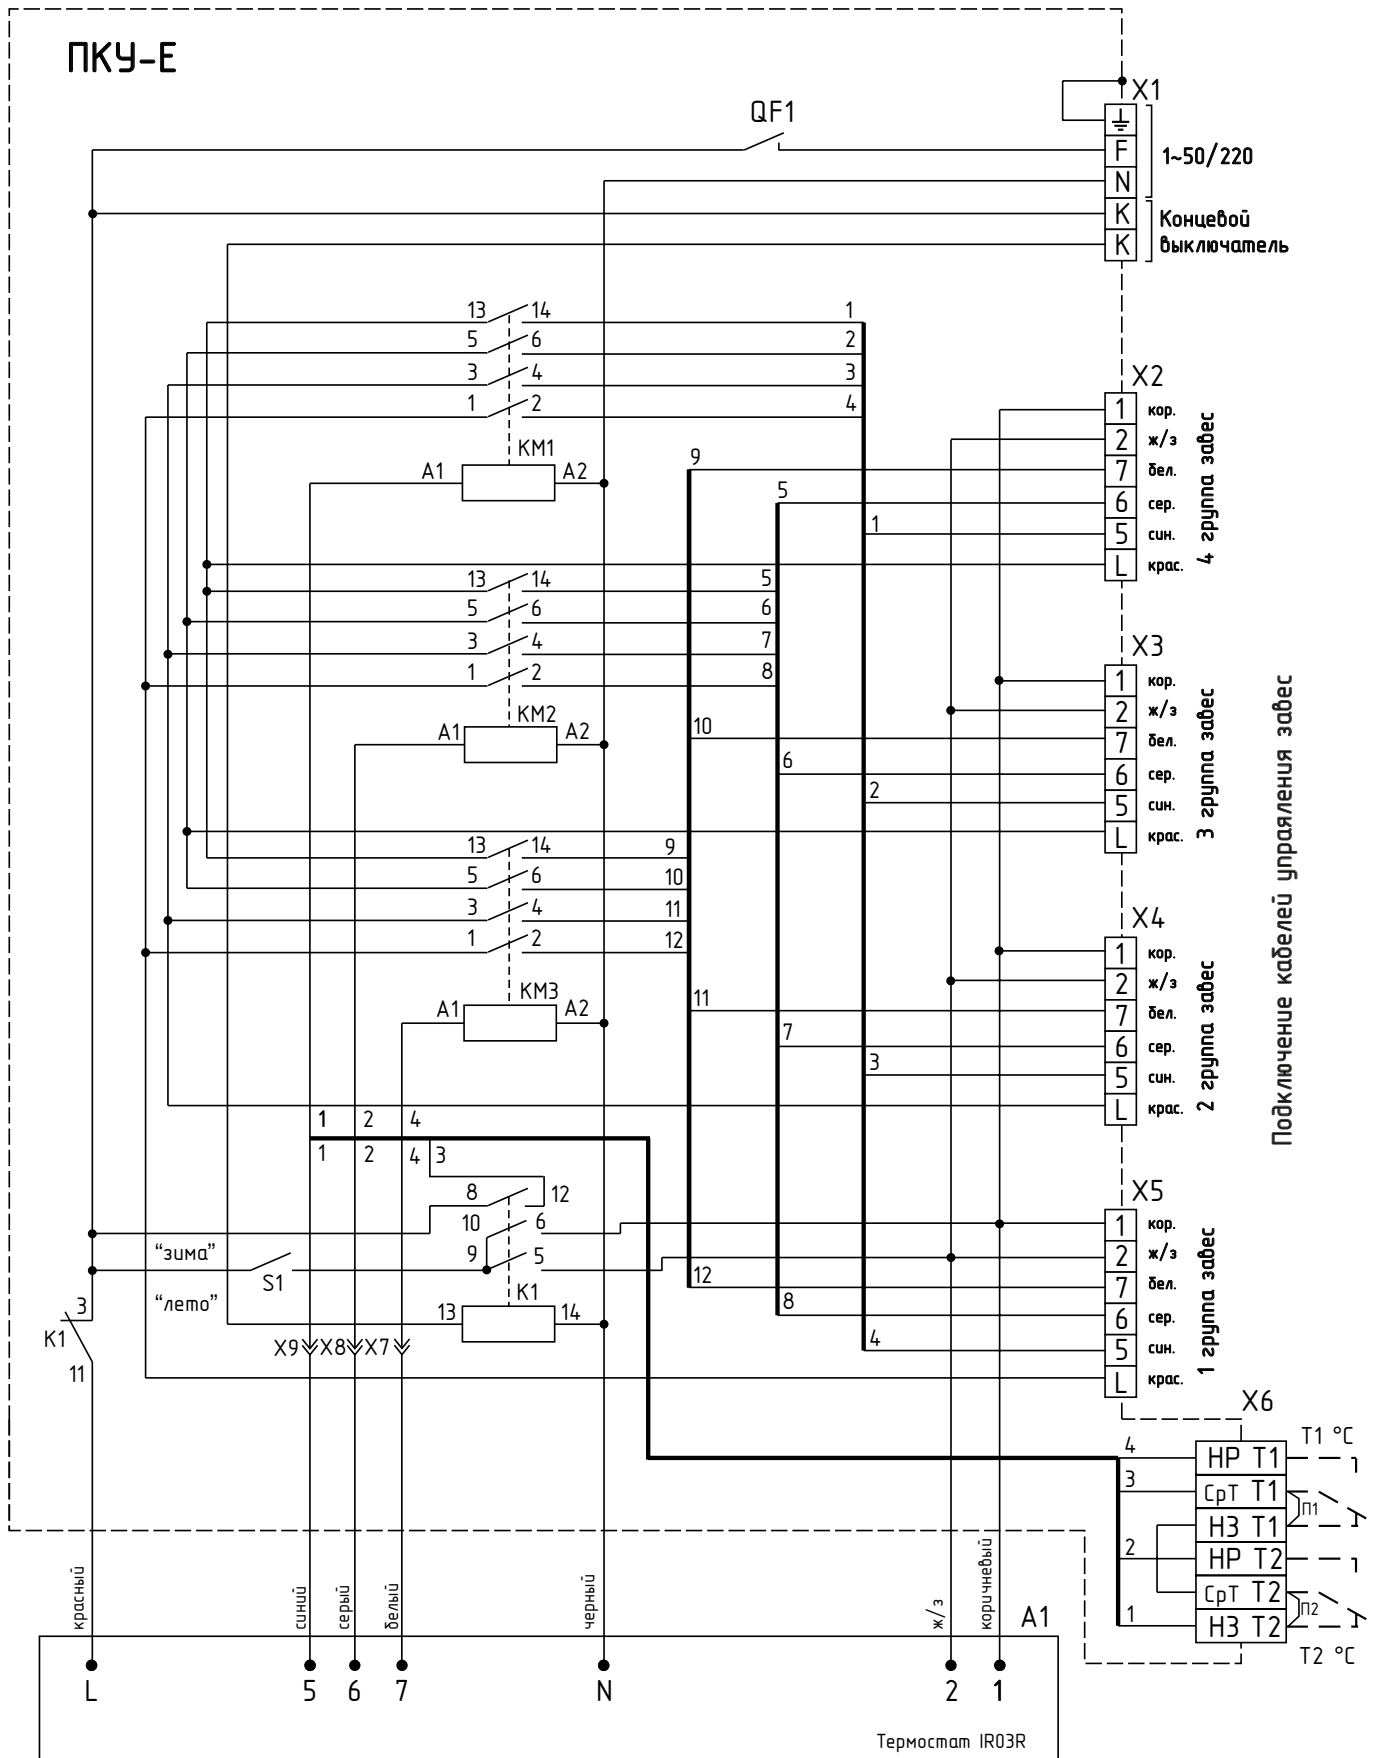 ПКУ-Е
QF1
X1
F
N
K
K
1~50/220
Концевой
выключатель
13 14 1
5 6 2
3 4 3
1 2 4
KM1
A1 A2
9
5
1
X2
1 кор.
2 ж/з
7 бел.
6 сер.
5 син.
L крас.
4 группа завес
13 14 5
5 6 6
3 4 7
1 2 8
KM2
A1 A2
10
6
2
X3
1 кор.
2 ж/з
7 бел.
6 сер.
5 син.
L крас.
3 группа завес
Подключение кабелей управяления завес
13 14 9
5 6 10
3 4 11
1 2 12
KM3
A1 A2
11
7
3
X4
1 кор.
2 ж/з
7 бел.
6 сер.
5 син.
L крас.
2 группа завес
1 2 4
1 2 4 3
8 12
10 6
9 5
“зима”
S1
“лето”
K1
13 14
3
K1
11
X9 X8 X7
12
8
4
X5
1 кор.
2 ж/з
7 бел.
6 сер.
5 син.
L крас.
1 группа завес
X6
T1 °C
4 НР T1
3 СрТ T1
П1
НЗ T1
2 НР T2
СрТ T2
П2
1 НЗ T2
T2 °C
красный
синий
серый
белый
черный
ж/з
коричневый
A1
L 5 6 7 N 2 1
Термостат IR03R